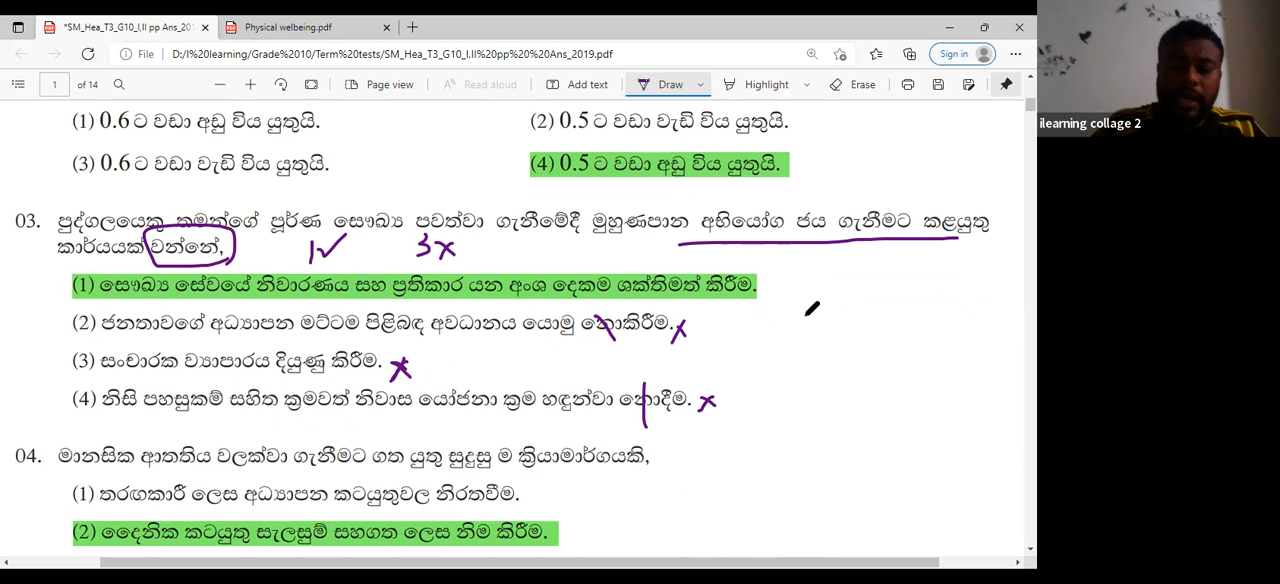 *SM_Hea_T3_G10_I,II pp Ans_201
Physical welbeing.pdf
File
D:/I%20learning/Grade%2010/Term%20tests/SM_Hea_T3_G10_I.II%20pp%20%20Ans_2019.pdf
Sign in
1 of 14
Page view
Read aloud
Add text
Draw
Highlight
Erase
ilearning collage 2
(1) 0.6 ට වඩා අඩු විය යුතුයි. (2) 0.5 ට වඩා වැඩි විය යුතුයි.
(3) 0.6 ට වඩා වැඩි විය යුතුයි. (4) 0.5 ට වඩා අඩු විය යුතුයි.
03. පුද්ගලයෙකු තමන්ගේ පූර්ණ සෞඛ්‍ය පවත්වා ගැනීමේදී මුහුණපාන අභියෝග ජය ගැනීමට කළයුතු
කාර්යයක් වන්නේ,
1✓ 3x
(1) සෞඛ්‍ය සේවයේ නිවාරණය සහ ප්‍රතිකාර යන අංශ දෙකම ශක්තිමත් කිරීම.
(2) ජනතාවගේ අධ්‍යාපන මට්ටම පිළිබඳ අවධානය යොමු නොකිරීම. x
(3) සංචාරක ව්‍යාපාරය දියුණු කිරීම. x
(4) නිසි පහසුකම් සහිත ක්‍රමවත් නිවාස යෝජනා ක්‍රම හඳුන්වා නොදීම. x
04. මානසික ආතතිය වලක්වා ගැනීමට ගත යුතු සුදුසු ම ක්‍රියාමාර්ගයකි,
(1) තරඟකාරී ලෙස අධ්‍යාපන කටයුතුවල නිරතවීම.
(2) දෛනික කටයුතු සැලසුම් සහගත ලෙස නිම කිරීම.